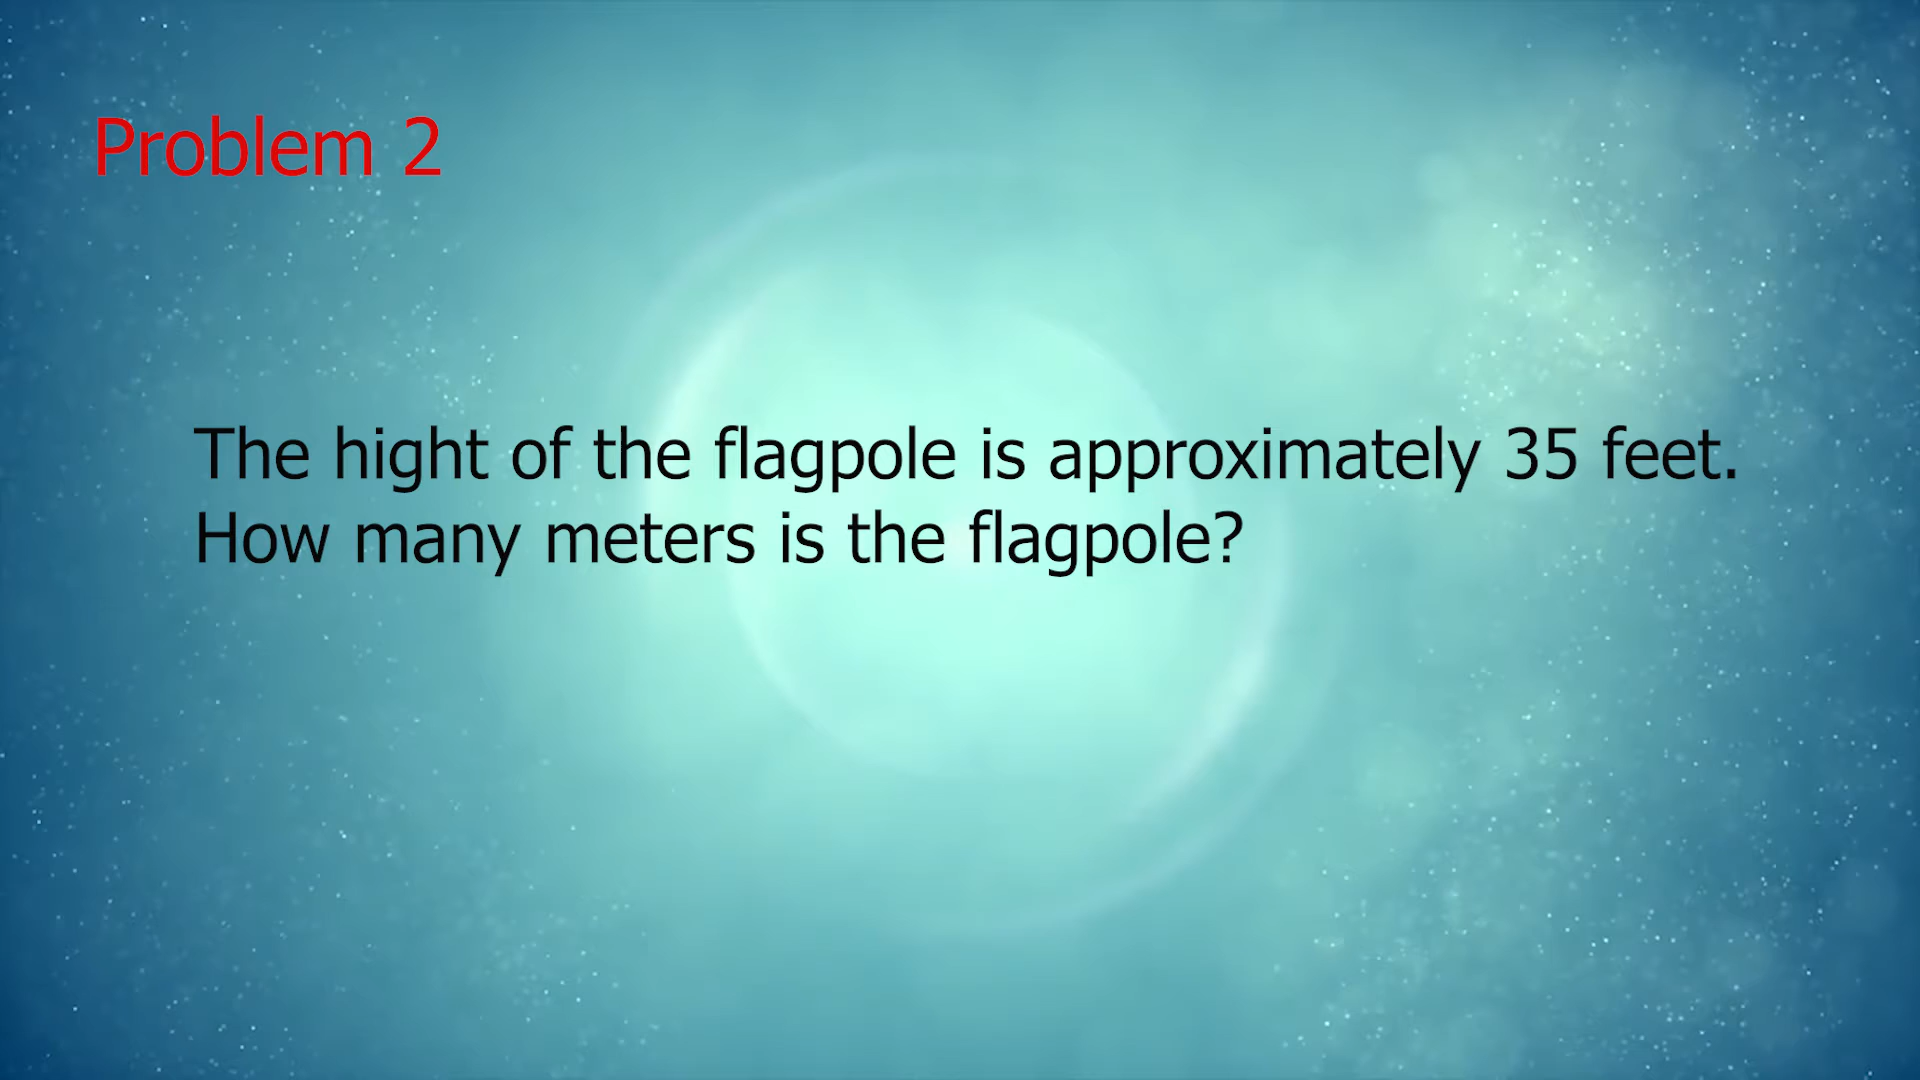 Problem 2
The hight of the flagpole is approximately 35 feet.
How many meters is the flagpole?